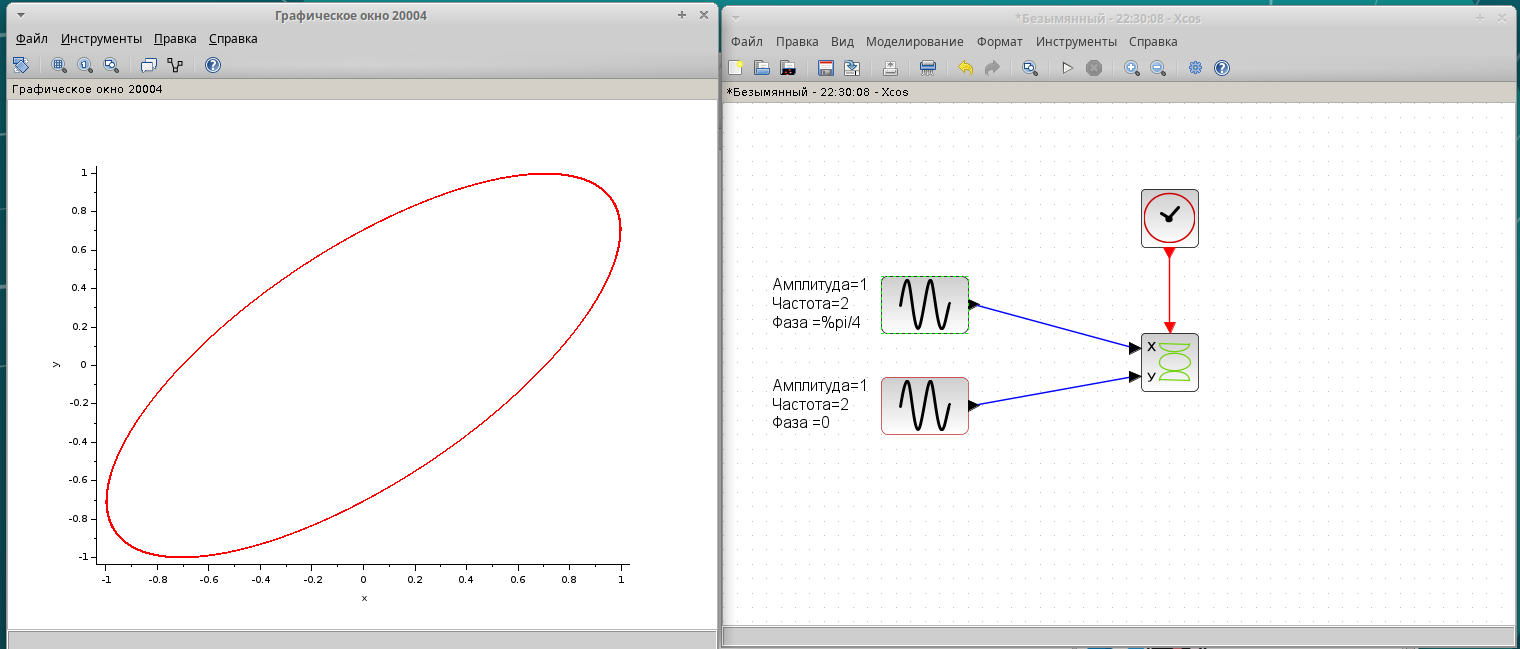 Графическое окно 20004
Файл Инструменты Правка Справка
Графическое окно 20004
1
0.8
0.6
0.4
0.2
0
-0.2
-0.4
-0.6
-0.8
-1
y
-1 -0.8 -0.6 -0.4 -0.2 0 0.2 0.4 0.6 0.8 1
x
*Безымянный - 22:30:08 - Xcos
Файл Правка Вид Моделирование Формат Инструменты Справка
*Безымянный - 22:30:08 - Xcos
Амплитуда=1
Частота=2
Фаза =%pi/4
Амплитуда=1
Частота=2
Фаза =0
X
У